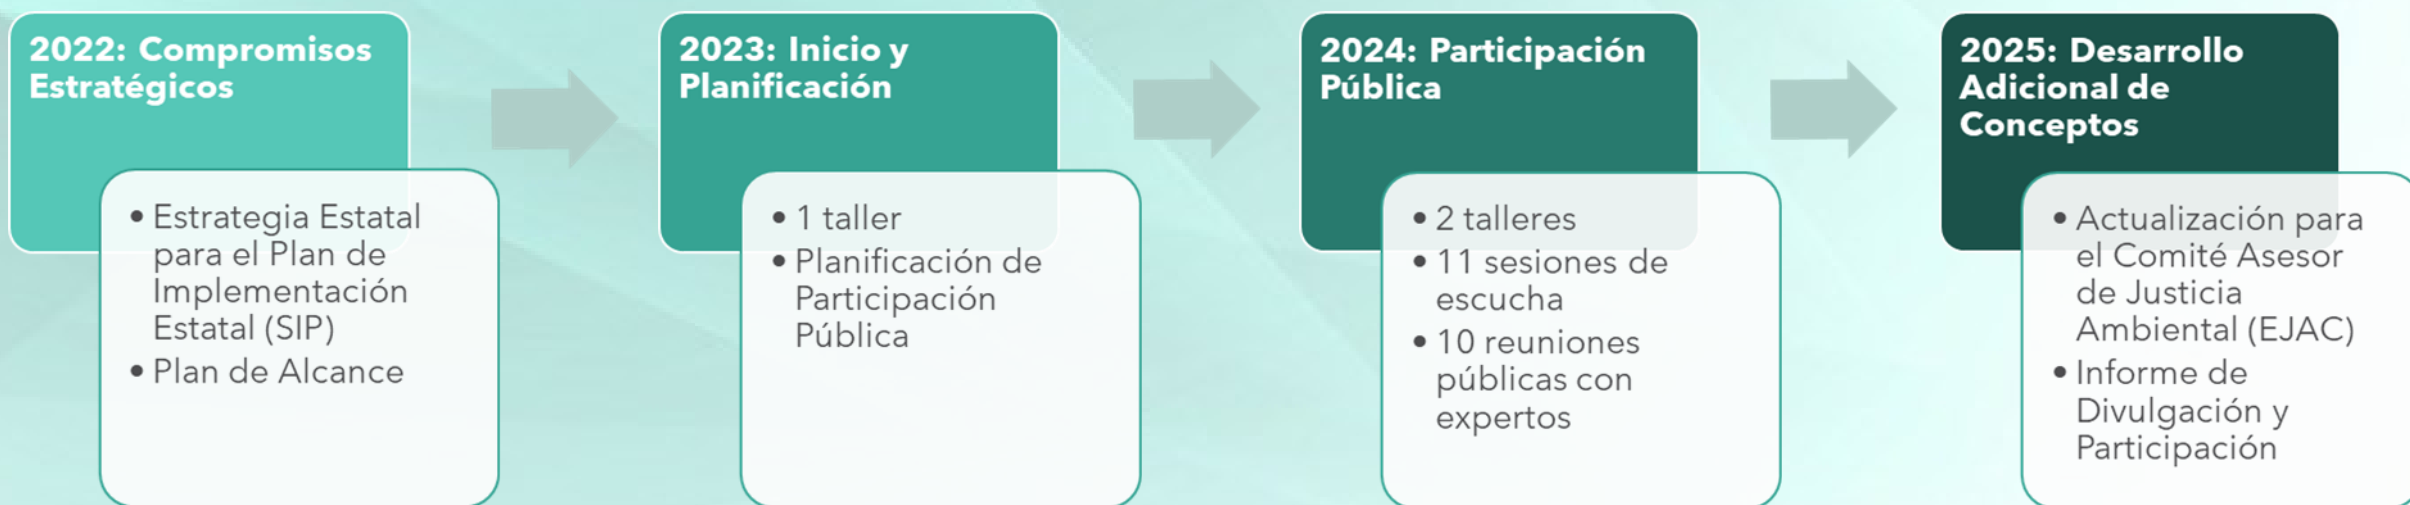 2022: Compromisos
Estratégicos
• Estrategia Estatal
para el Plan de
Implementación
Estatal (SIP)
• Plan de Alcance
2023: Inicio y
Planificación
• 1 taller
• Planificación de
Participación
Pública
2024: Participación
Pública
• 2 talleres
• 11 sesiones de
escucha
• 10 reuniones
públicas con
expertos
2025: Desarrollo
Adicional de
Conceptos
• Actualización para
el Comité Asesor
de Justicia
Ambiental (EJAC)
• Informe de
Divulgación y
Participación